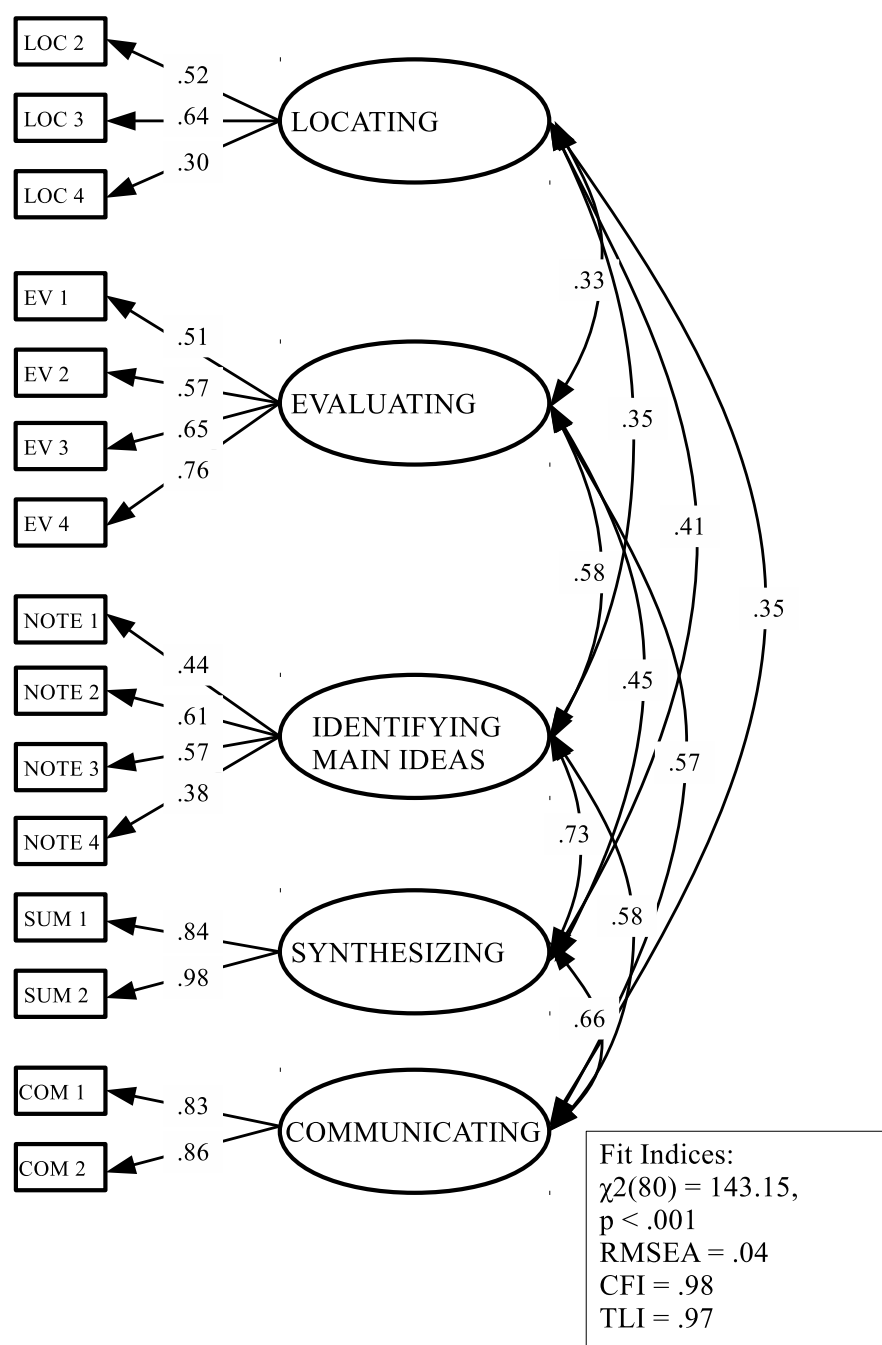 LOC 2
.52
LOC 3
.64
LOCATING
.30
LOC 4
.33
EV 1
.51
EV 2
.57
EVALUATING
.65
EV 3
.76
EV 4
.35
.41
.58
.35
NOTE 1
.44
NOTE 2
.61
.45
NOTE 3
.57
IDENTIFYING
MAIN IDEAS
.57
.38
NOTE 4
.73
SUM 1
.84
.58
SYNTHESIZING
.98
SUM 2
.66
COM 1
.83
COMMUNICATING
.86
COM 2
Fit Indices:
χ2(80) = 143.15,
p < .001
RMSEA = .04
CFI = .98
TLI = .97